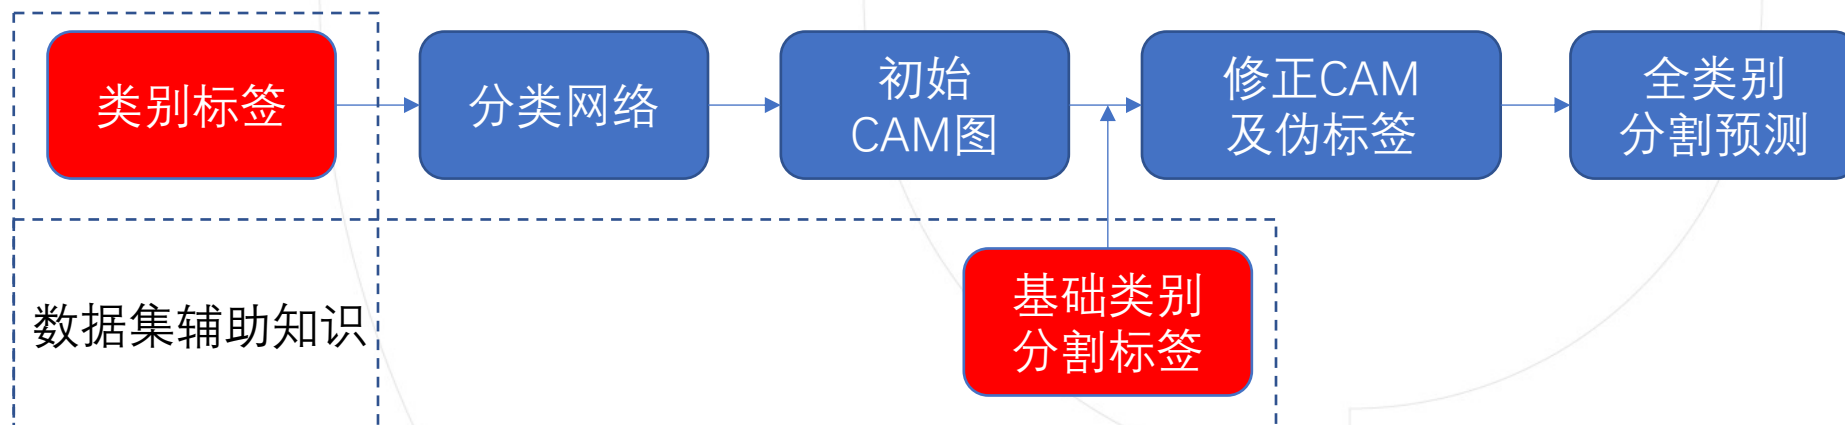 类别标签
分类网络
初始
CAM图
修正CAM
及伪标签
全类别
分割预测
数据集辅助知识
基础类别
分割标签